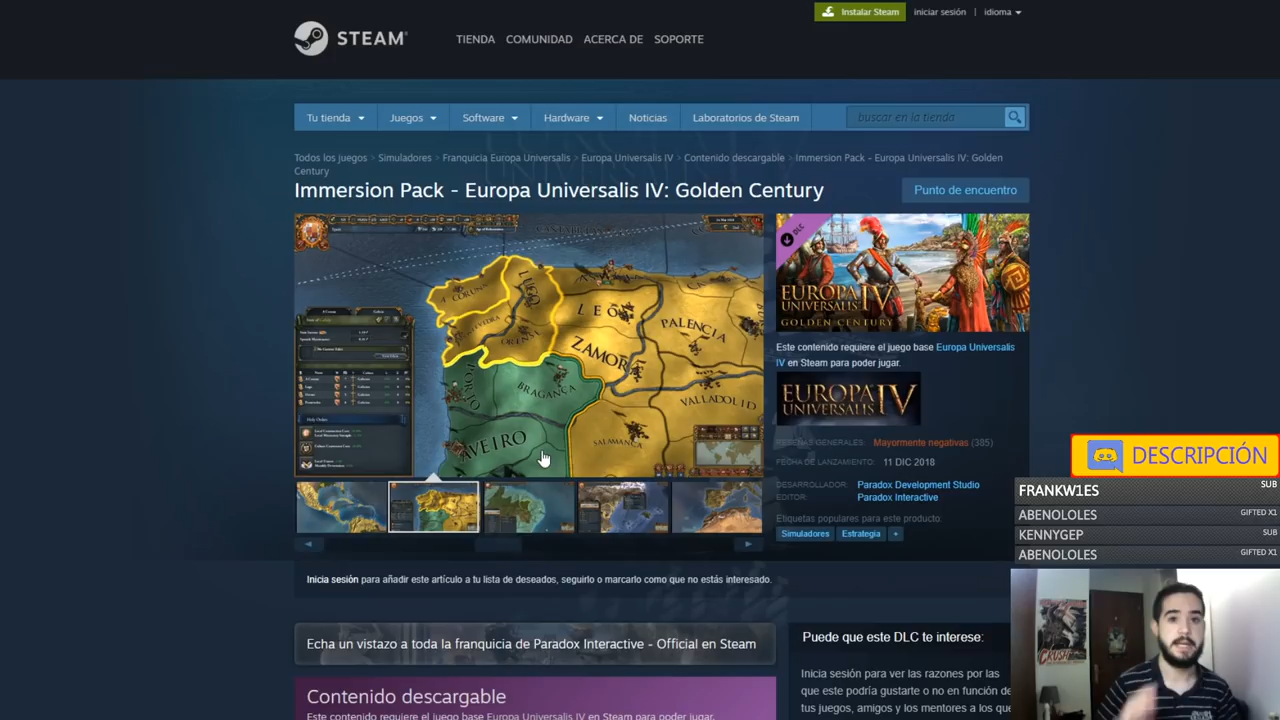 Instalar Steam
iniciar sesión | idioma
STEAM®
TIENDA COMUNIDAD ACERCA DE SOPORTE
Tu tienda Juegos Software Hardware Noticias Laboratorios de Steam
buscar en la tienda
Todos los juegos > Simuladores > Franquicia Europa Universalis > Europa Universalis IV > Contenido descargable > Immersion Pack - Europa Universalis IV: Golden
Century
Immersion Pack - Europa Universalis IV: Golden Century
Punto de encuentro
LUGO
LEÓN
PALENCIA
ZAMORA
BRAGANÇA
PORTO
VALLADOLID
AVEIRO
SALAMANCA
DLC
EUROPA
UNIVERSALIS IV
GOLDEN CENTURY
Este contenido requiere el juego base Europa Universalis
IV en Steam para poder jugar.
EUROPA
UNIVERSALIS IV
RESEÑAS GENERALES: Mayormente negativas (385)
FECHA DE LANZAMIENTO: 11 DIC 2018
DESARROLLADOR: Paradox Development Studio
EDITOR: Paradox Interactive
Etiquetas populares para este producto:
Simuladores Estrategia +
DESCRIPCIÓN
FRANKW1ES SUB
ABENOLOLES GIFTED X1
KENNYGEP SUB
ABENOLOLES GIFTED X1
Inicia sesión para añadir este artículo a tu lista de deseados, seguirlo o marcarlo como que no estás interesado.
Echa un vistazo a toda la franquicia de Paradox Interactive - Official en Steam
Puede que este DLC te interese:
Inicia sesión para ver las razones por las
que este podría gustarte o no en función de
tus juegos, amigos y los mentores a los que
Contenido descargable
Este contenido requiere el juego base Europa Universalis IV en Steam para poder jugar.
CRUSH